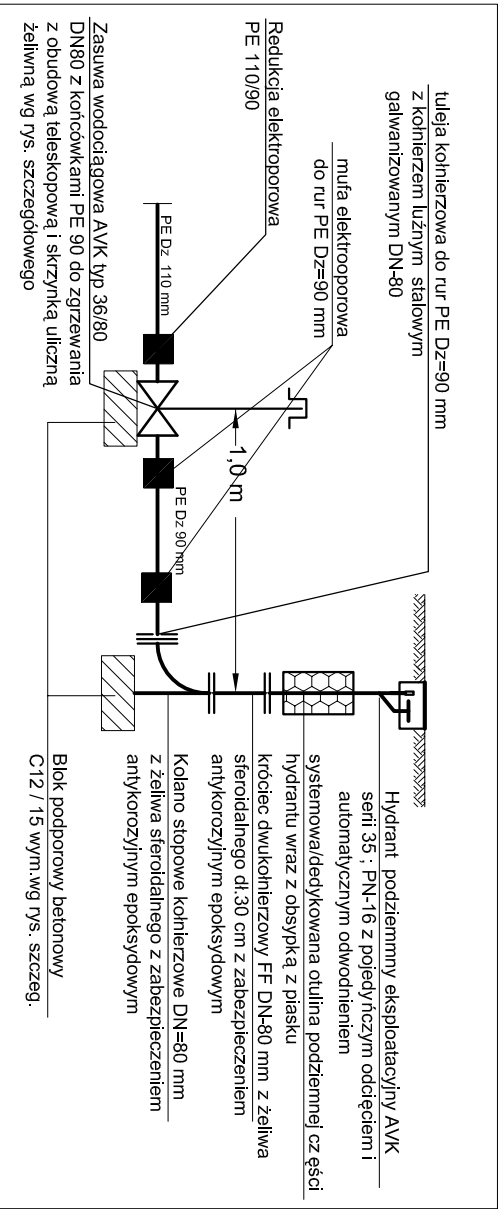 tuleja kołnierzowa do rur PE Dz=90 mm
z kołnierzem luźnym stalowym
galwanizowanym DN-80
mufa elektrooporowa
do rur PE Dz=90 mm
Redukcja elektroporowa
PE 110/90
Zasuwa wodociągowa AVK typ 36/80
DN80 z końcówkami PE 90 do zgrzewania
z obudową teleskopową i skrzynką uliczną
żeliwną wg rys. szczegółowego
PE Dz 110 mm
1,0 m
PE Dz 90 mm
Hydrant podziemmny eksploatacyjny AVK
serii 35 ; PN-16 z pojedyńczym odcięciem i
automatycznym odwodnieniem
systemowa/dedykowana otulina podziemnej cz ęści
hydrantu wraz z obsypką z piasku
króciec dwukołnierzowy FF DN-80 mm z żeliwa
sferoidalnego dł.30 cm z zabezpieczeniem
antykorozyjnym epoksydowym
Kolano stopowe kołnierzowe DN=80 mm
z żeliwa sferoidalnego z zabezpieczeniem
antykorozyjnym epoksydowym
Blok podporowy betonowy
C12 / 15 wym.wg rys. szczeg.